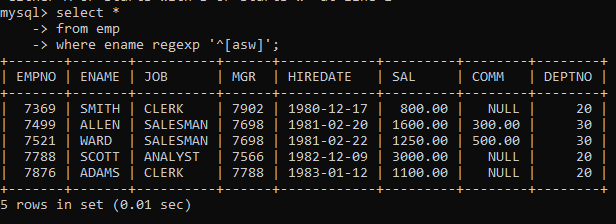 mysql> select *
    -> from emp
    -> where ename regexp '^[asw]';
+-------+-------+----------+------+------------+---------+--------+--------+
| EMPNO | ENAME | JOB      | MGR  | HIREDATE   | SAL     | COMM   | DEPTNO |
+-------+-------+----------+------+------------+---------+--------+--------+
|  7369 | SMITH | CLERK    | 7902 | 1980-12-17 |  800.00 |   NULL |     20 |
|  7499 | ALLEN | SALESMAN | 7698 | 1981-02-20 | 1600.00 | 300.00 |     30 |
|  7521 | WARD  | SALESMAN | 7698 | 1981-02-22 | 1250.00 | 500.00 |     30 |
|  7788 | SCOTT | ANALYST  | 7566 | 1982-12-09 | 3000.00 |   NULL |     20 |
|  7876 | ADAMS | CLERK    | 7788 | 1983-01-12 | 1100.00 |   NULL |     20 |
+-------+-------+----------+------+------------+---------+--------+--------+
5 rows in set (0.01 sec)